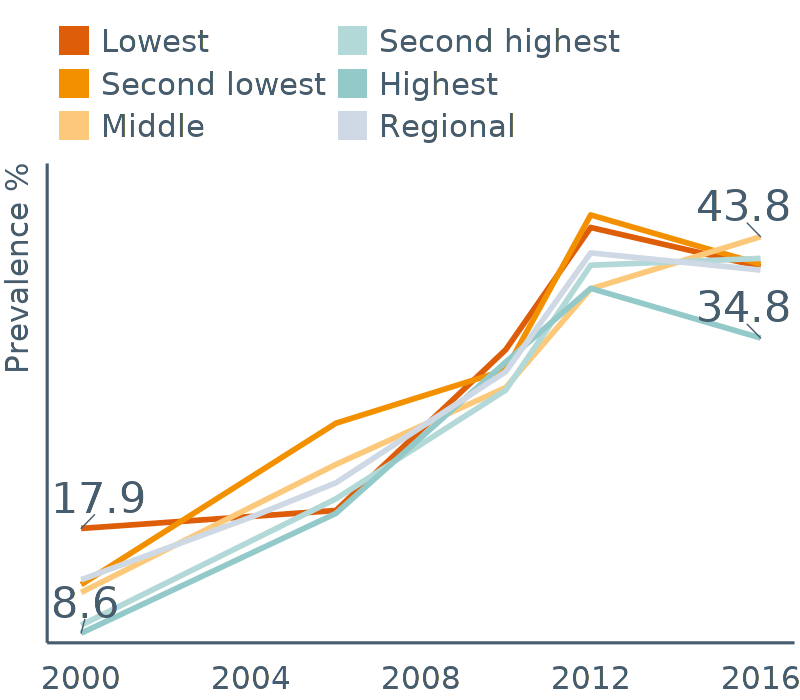 Lowest
Second lowest
Middle
Second highest
Highest
Regional
Prevalence %
43.8
34.8
17.9
8.6
2000 2004 2008 2012 2016